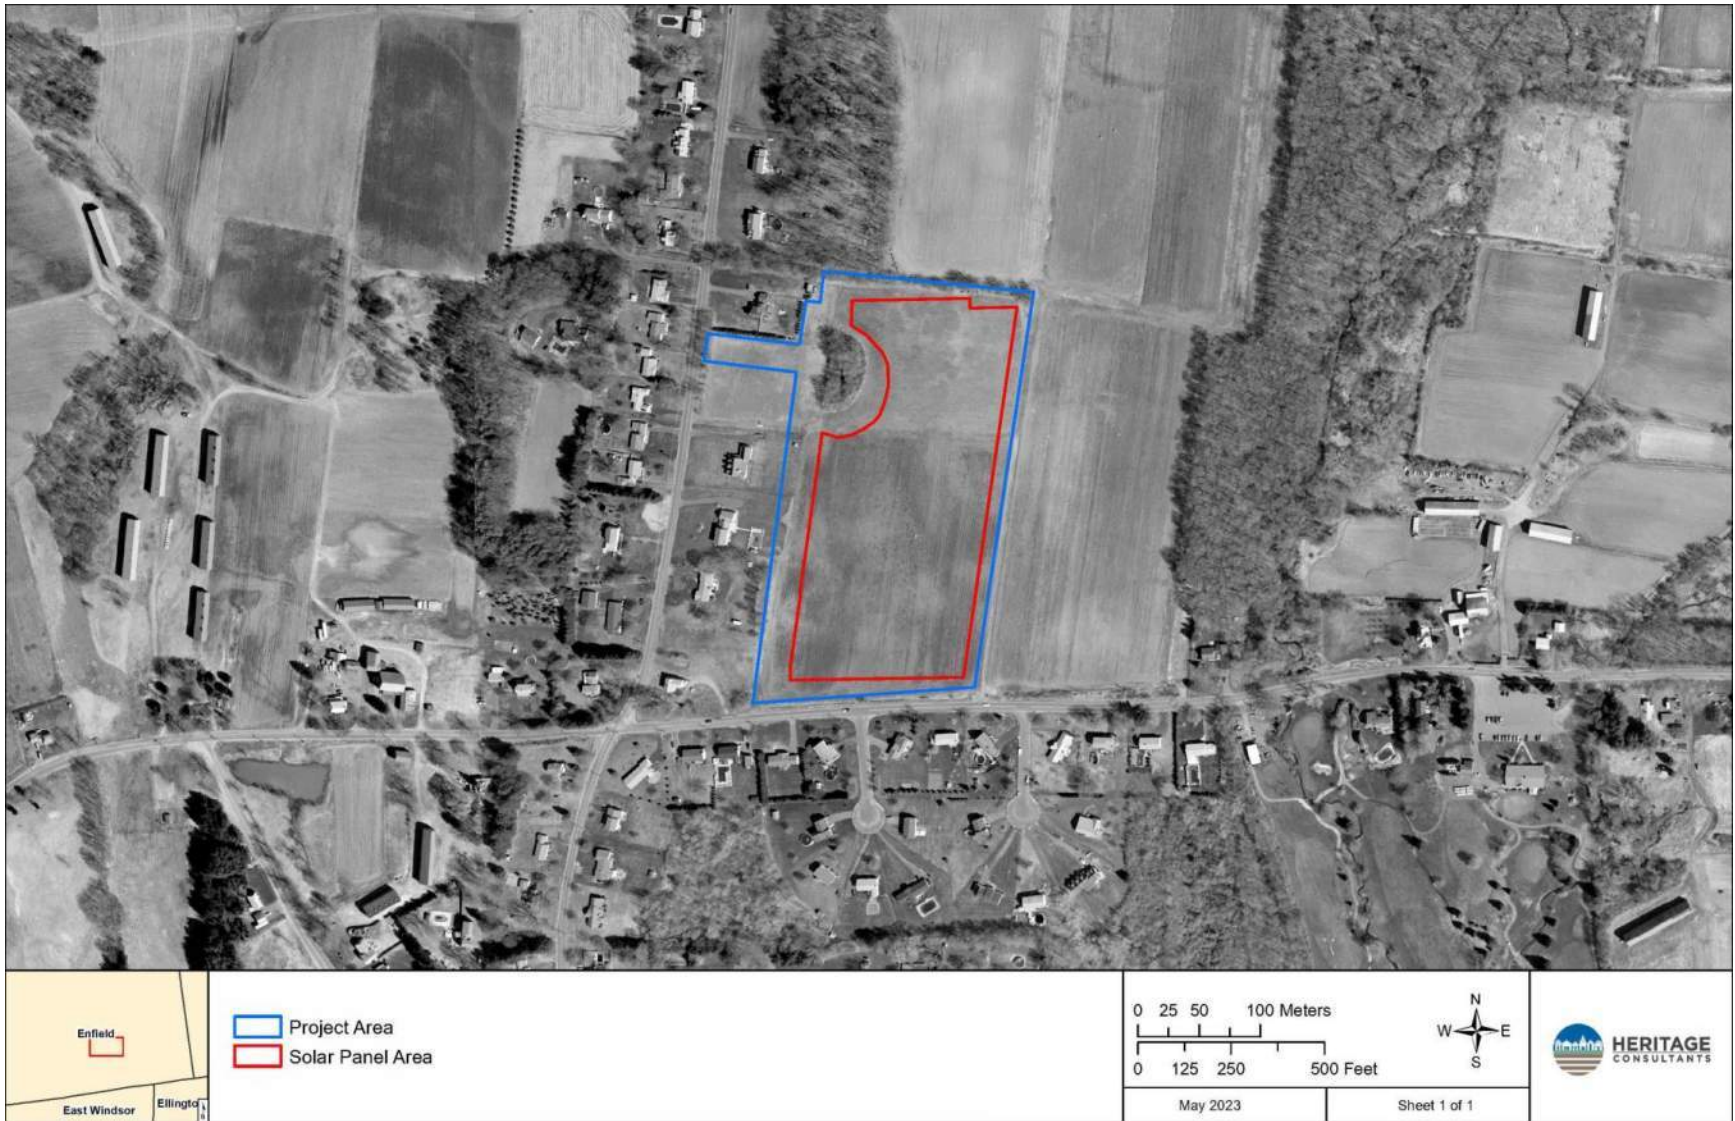 Enfield
East Windsor
Ellingto
Project Area
Solar Panel Area
0 25 50 100 Meters
0 125 250 500 Feet
N
W E
S
May 2023
Sheet 1 of 1
HERITAGE
CONSULTANTS